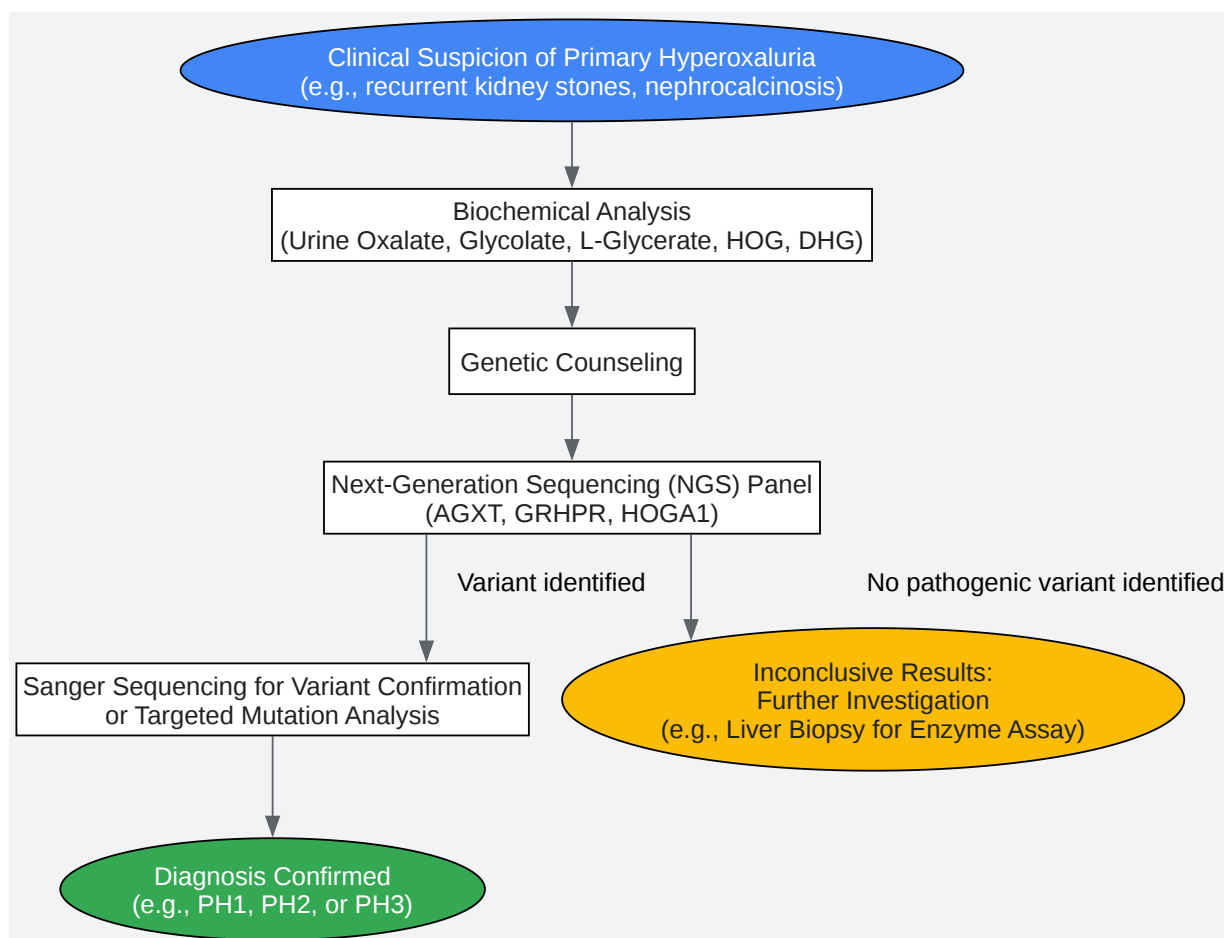 Clinical Suspicion of Primary Hyperoxaluria
(e.g., recurrent kidney stones, nephrocalcinosis)
Biochemical Analysis
(Urine Oxalate, Glycolate, L-Glycerate, HOG, DHG)
Genetic Counseling
Next-Generation Sequencing (NGS) Panel
(AGXT, GRHPR, HOGA1)
Variant identified
No pathogenic variant identified
Sanger Sequencing for Variant Confirmation
or Targeted Mutation Analysis
Inconclusive Results:
Further Investigation
(e.g., Liver Biopsy for Enzyme Assay)
Diagnosis Confirmed
(e.g., PH1, PH2, or PH3)